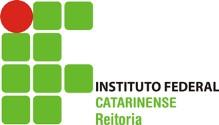 INSTITUTO FEDERAL
CATARINENSE
Reitoria